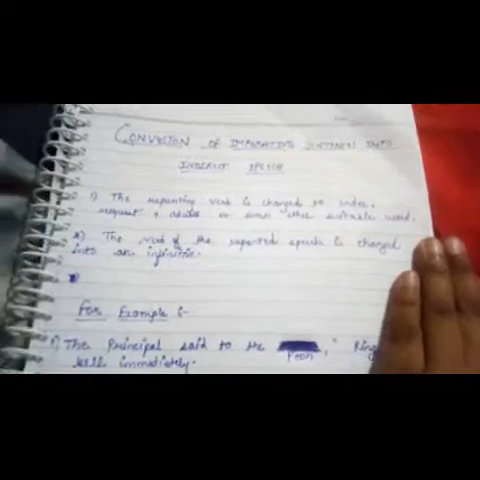 CONVERSION OF IMPERATIVE SENTENCES INTO
INDIRECT SPEECH
1) The reporting verb is changed to order,
request, advise or some other suitable word.
2) The verb of the reported speech is changed
into an infinitive.
For Example :-
1) The Principal said to the Peon, " Ring
bell immediately.